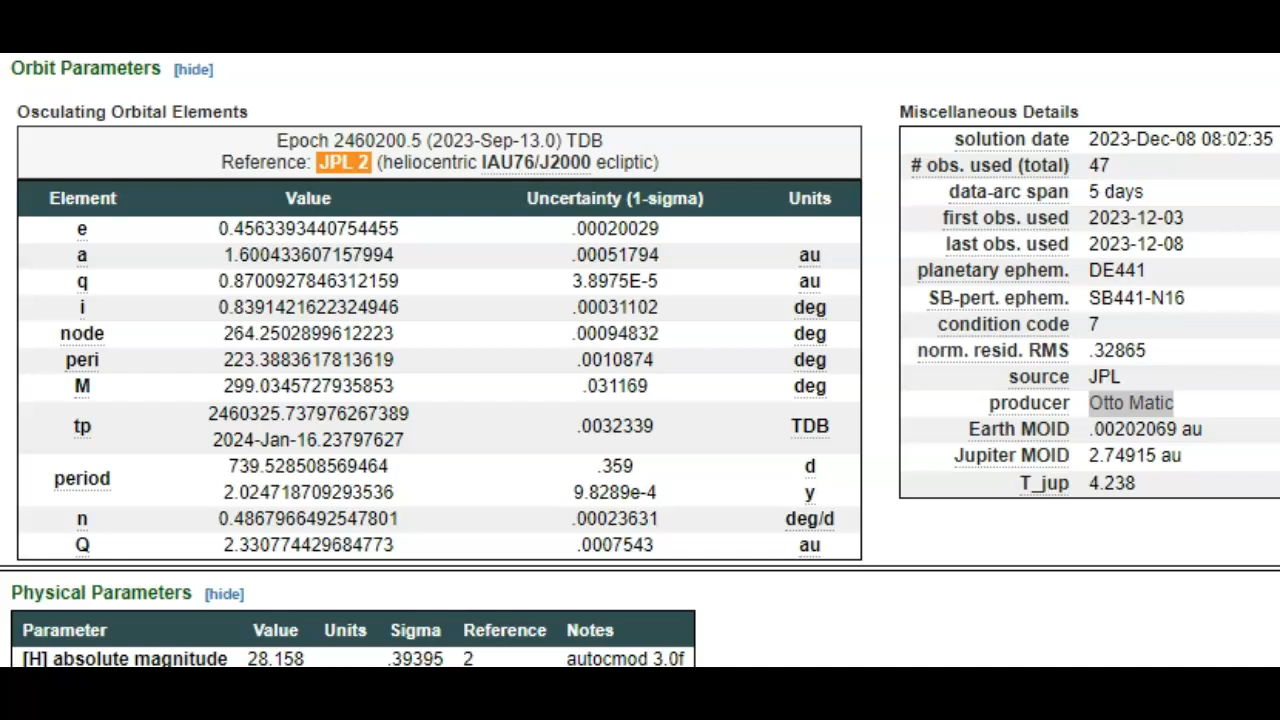 Orbit Parameters [hide]
Osculating Orbital Elements
Epoch 2460200.5 (2023-Sep-13.0) TDB
Reference: JPL 2 (heliocentric IAU76/J2000 ecliptic)
Element Value Uncertainty (1-sigma) Units
e 0.4563393440754455 .00020029
a 1.600433607157994 .00051794 au
q 0.8700927846312159 3.8975E-5 au
i 0.8391421622324946 .00031102 deg
node 264.2502899612223 .00094832 deg
peri 223.3883617813619 .0010874 deg
M 299.0345727935853 .031169 deg
tp 2460325.737976267389 .0032339 TDB
2024-Jan-16.23797627
period 739.528508569464 .359 d
2.024718709293536 9.8289e-4 y
n 0.4867966492547801 .00023631 deg/d
Q 2.330774429684773 .0007543 au
Miscellaneous Details
solution date 2023-Dec-08 08:02:35
# obs. used (total) 47
data-arc span 5 days
first obs. used 2023-12-03
last obs. used 2023-12-08
planetary ephem. DE441
SB-pert. ephem. SB441-N16
condition code 7
norm. resid. RMS .32865
source JPL
producer Otto Matic
Earth MOID .00202069 au
Jupiter MOID 2.74915 au
T_jup 4.238
Physical Parameters [hide]
Parameter Value Units Sigma Reference Notes
[H] absolute magnitude 28.158 .39395 2 autocmod 3.0f